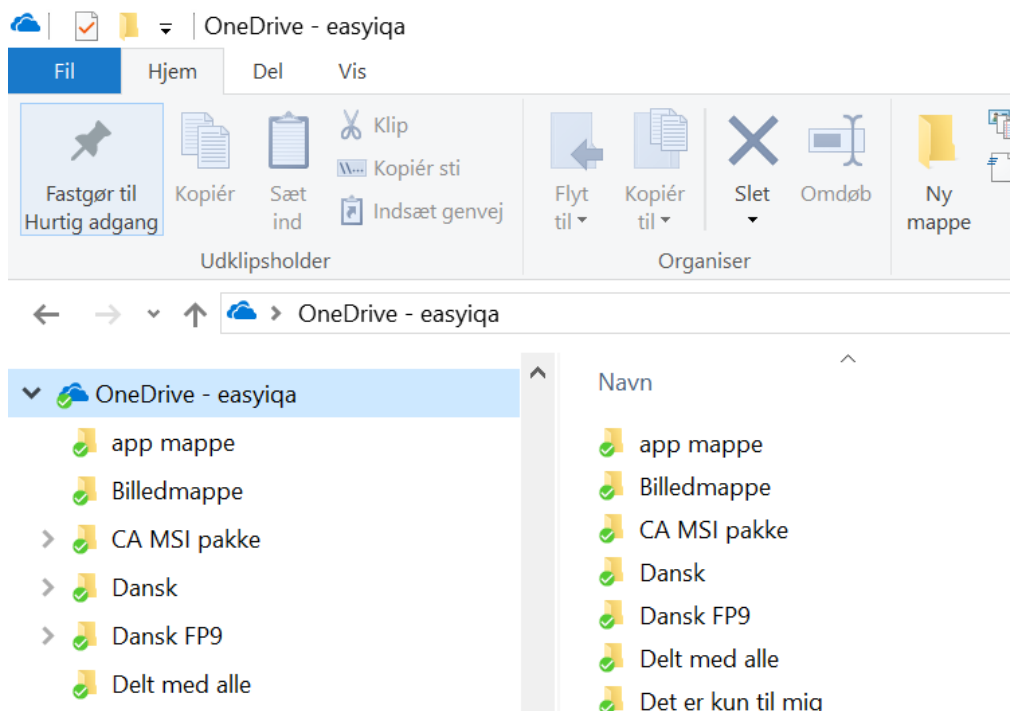 OneDrive - easyiqa
Fil Hjem Del Vis
Fastgør til
Hurtig adgang
Kopiér
Sæt
ind
Klip
Kopiér sti
Indsæt genvej
Udklipsholder
Flyt
til
Kopiér
til
Slet
Omdøb
Organiser
Ny
mappe
OneDrive - easyiqa
OneDrive - easyiqa
app mappe
Billedmappe
CA MSI pakke
Dansk
Dansk FP9
Delt med alle
Navn
app mappe
Billedmappe
CA MSI pakke
Dansk
Dansk FP9
Delt med alle
Det er kun til mig